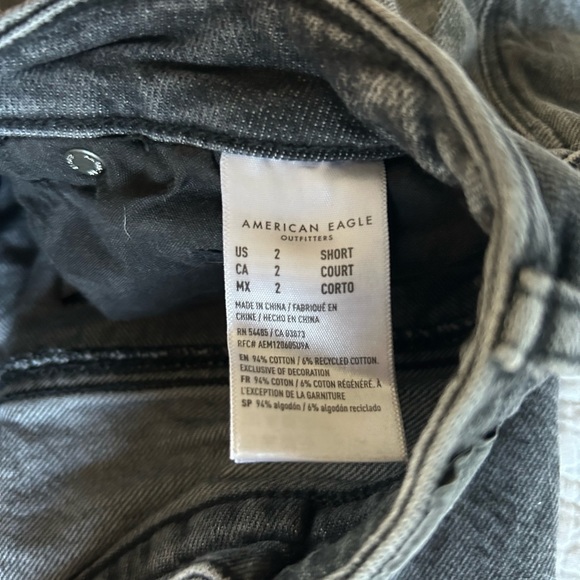 AMERICAN EAGLE
OUTFITTERS
US 2 SHORT
CA 2 COURT
MX 2 CORTO
MADE IN CHINA / FABRIQUÉ EN
CHINE / HECHO EN CHINA
RN 54485 / CA 03873
RFC# AEM120605U9A
EN 94% COTTON / 6% RECYCLED COTTON.
EXCLUSIVE OF DECORATION
FR 94% COTON / 6% COTON RÉGÉNÉRÉ. À
L'EXCEPTION DE LA GARNITURE
SP 94% algodón / 6% algodón reciclado